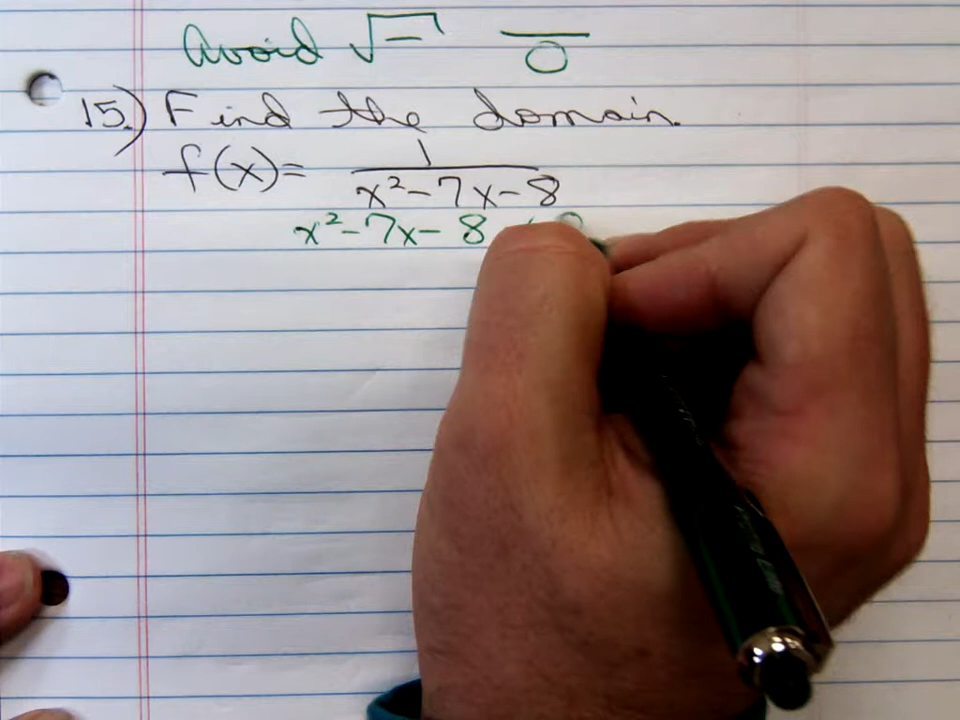 Avoid √- —/0
15.) Find the domain.
f(x) = 1/(x² - 7x - 8)
x² - 7x - 8